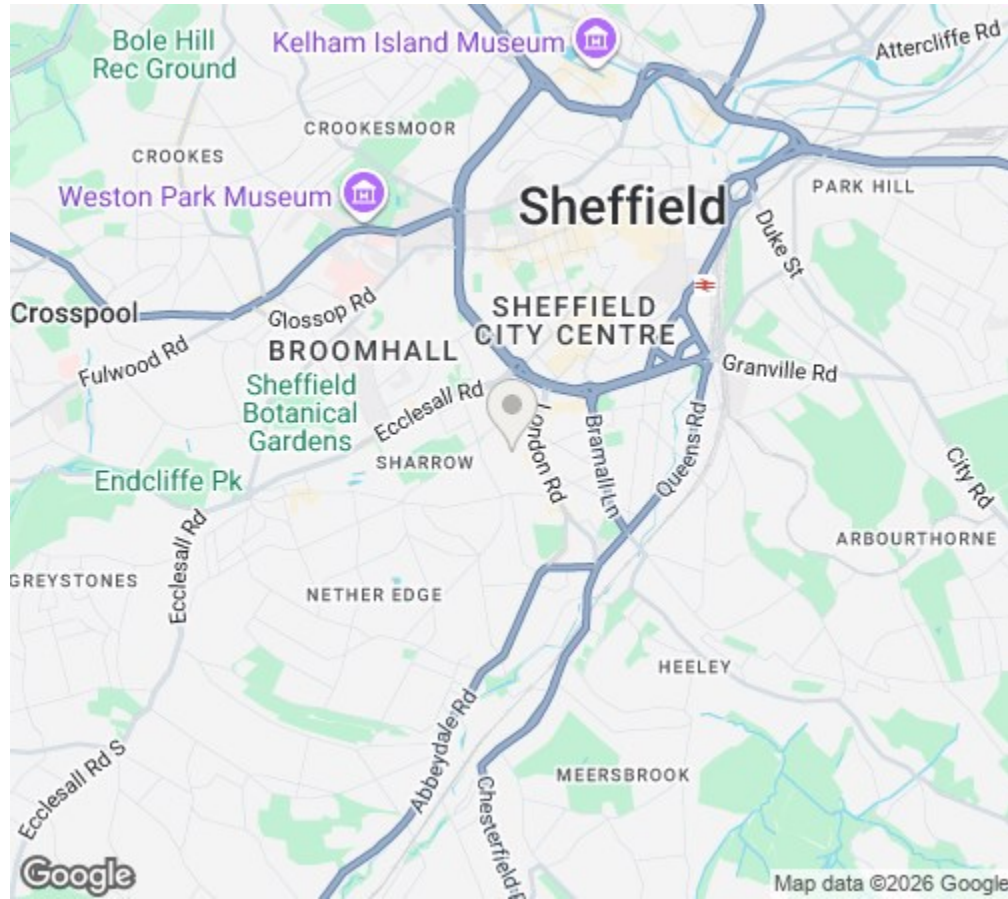 Bole Hill
Rec Ground
Kelham Island Museum
Attercliffe Rd
CROOKESMOOR
CROOKES
Weston Park Museum
Sheffield
PARK HILL
Duke St
Crosspool
Glossop Rd
SHEFFIELD
CITY CENTRE
BROOMHALL
Fulwood Rd
Granville Rd
Sheffield
Botanical
Gardens
Ecclesall Rd
London Rd
Bramall Ln
Queens Rd
SHARROW
City Rd
Endcliffe Pk
Ecclesall Rd
ARBOURTHORNE
GREYSTONES
NETHER EDGE
HEELEY
Abbeydale Rd
Ecclesall Rd S
MEERSBROOK
Chesterfield
Google
Map data ©2026 Google